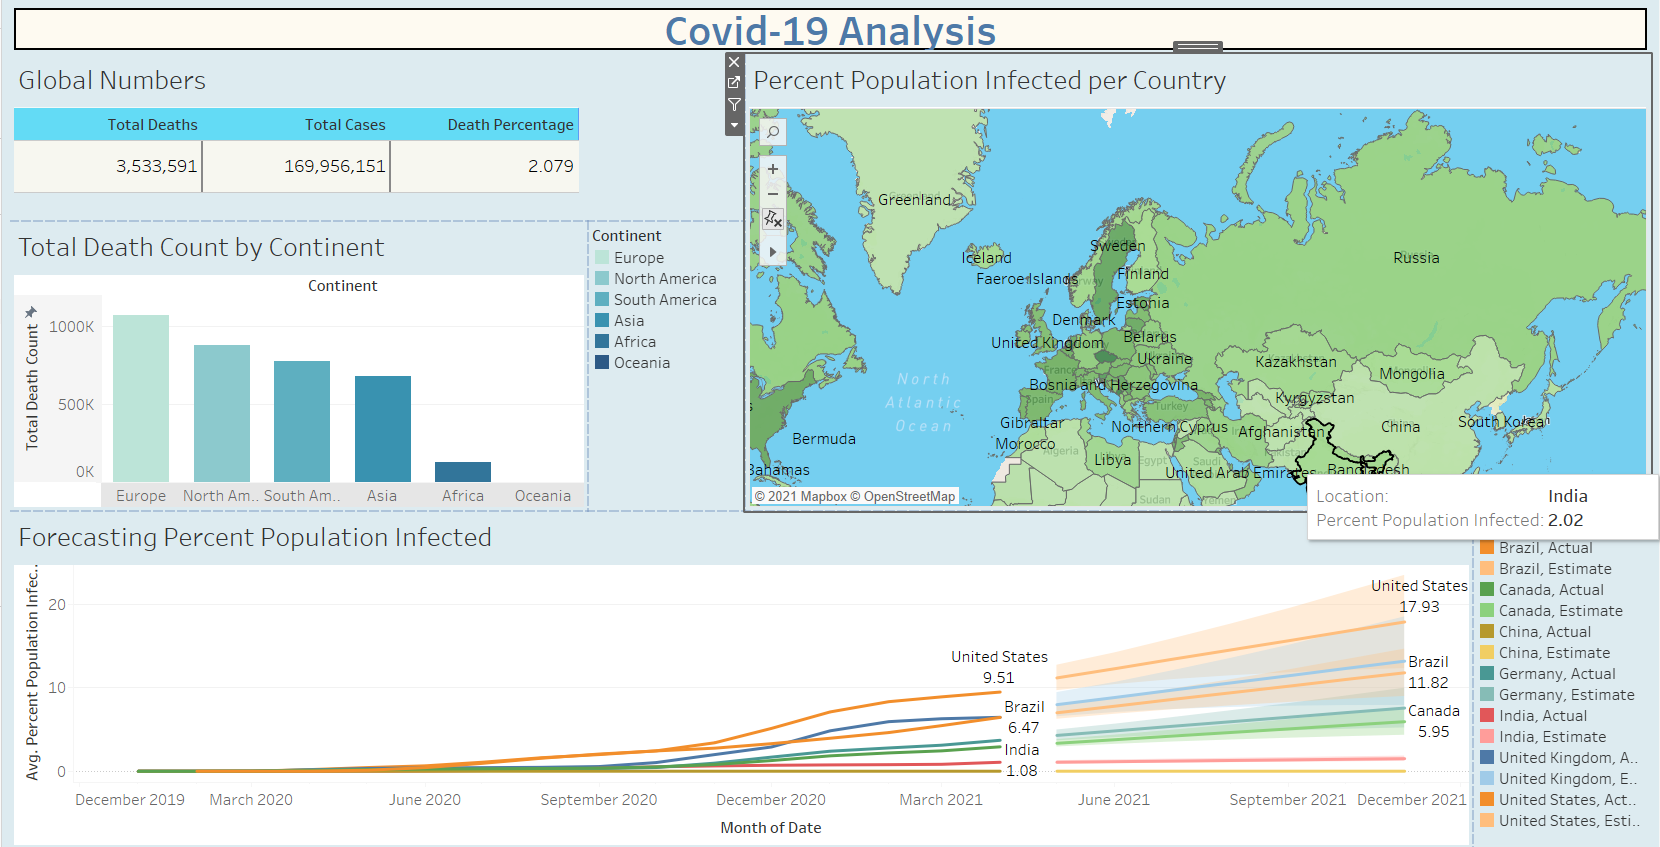 Covid-19 Analysis
Global Numbers
Total Deaths Total Cases Death Percentage
3,533,591 169,956,151 2.079
Total Death Count by Continent
Continent
Total Death Count
1000K
500K
0K
Europe North Am.. South Am.. Asia Africa Oceania
Continent
Europe
North America
South America
Asia
Africa
Oceania
Percent Population Infected per Country
Greenland
Iceland
Faeroe Islands
Sweden
Finland
Russia
Estonia
Denmark
United Kingdom
Belarus
Ukraine
France
Kazakhstan
Mongolia
Bosnia and Herzegovina
Spain
Turkey
Kyrgyzstan
North
Atlantic
Ocean
Gibraltar
Northern Cyprus
Afghanistan
China
South Korea
Bermuda
Morocco
Algeria
Libya
Egypt
Saudi
United Arab Emirates
Bahamas
Sudan
Yemen
© 2021 Mapbox © OpenStreetMap
Location: India
Percent Population Infected: 2.02
Forecasting Percent Population Infected
Avg. Percent Population Infec..
20
10
0
United States
9.51
Brazil
6.47
India
1.08
United States
17.93
Brazil
11.82
Canada
5.95
December 2019 March 2020 June 2020 September 2020 December 2020 March 2021 June 2021 September 2021 December 2021
Month of Date
Brazil, Actual
Brazil, Estimate
Canada, Actual
Canada, Estimate
China, Actual
China, Estimate
Germany, Actual
Germany, Estimate
India, Actual
India, Estimate
United Kingdom, A..
United Kingdom, E..
United States, Act..
United States, Esti..